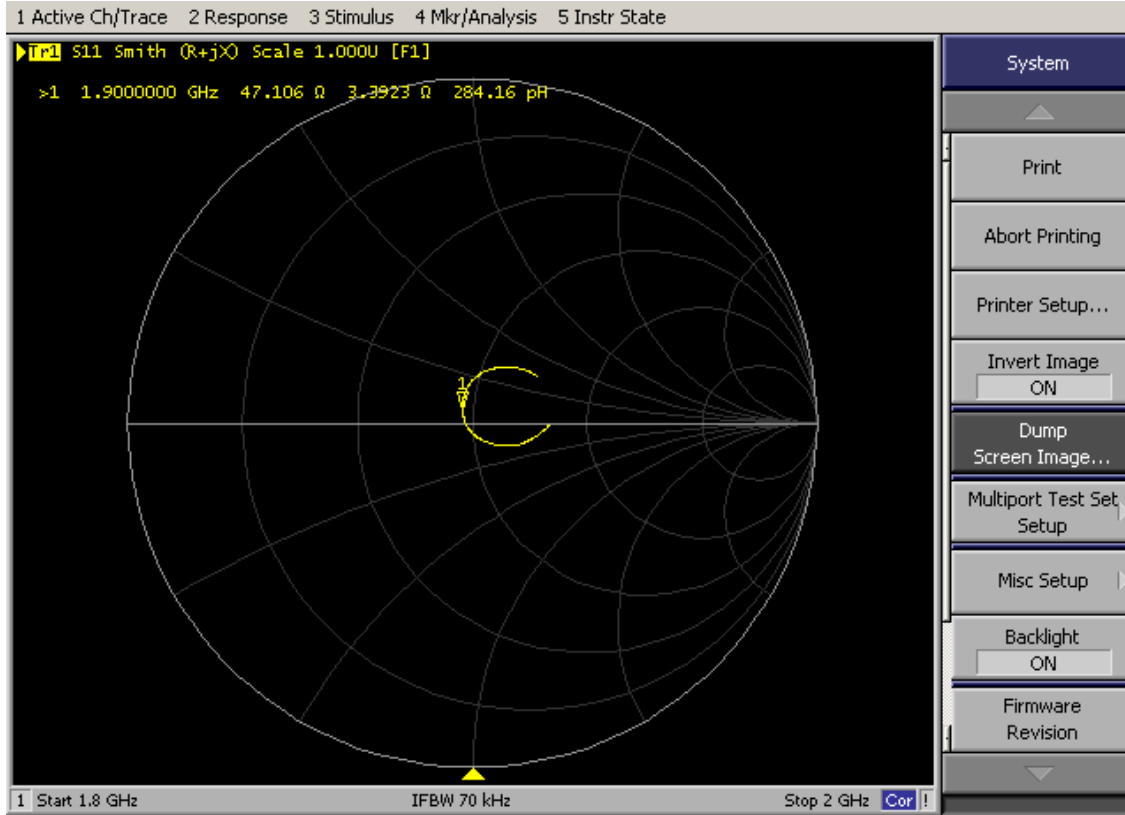 1 Active Ch/Trace 2 Response 3 Stimulus 4 Mkr/Analysis 5 Instr State
Tr1 S11 Smith (R+jX) Scale 1.000U [F1]
>1 1.9000000 GHz 47.106 Ω 3.3923 Ω 284.16 pH
1
System
Print
Abort Printing
Printer Setup...
Invert Image
ON
Dump
Screen Image...
Multiport Test Set
Setup
Misc Setup
Backlight
ON
Firmware
Revision
1 Start 1.8 GHz IFBW 70 kHz Stop 2 GHz Cor !